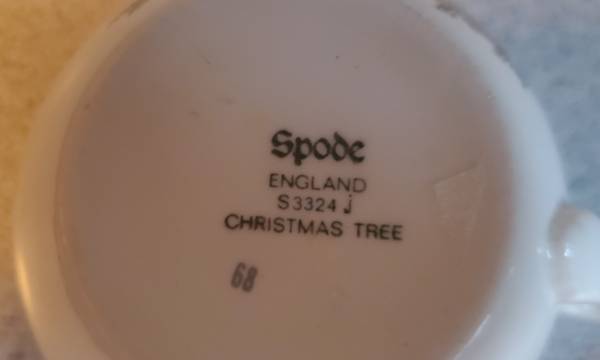 Spode
ENGLAND
S3324 j
CHRISTMAS TREE
68